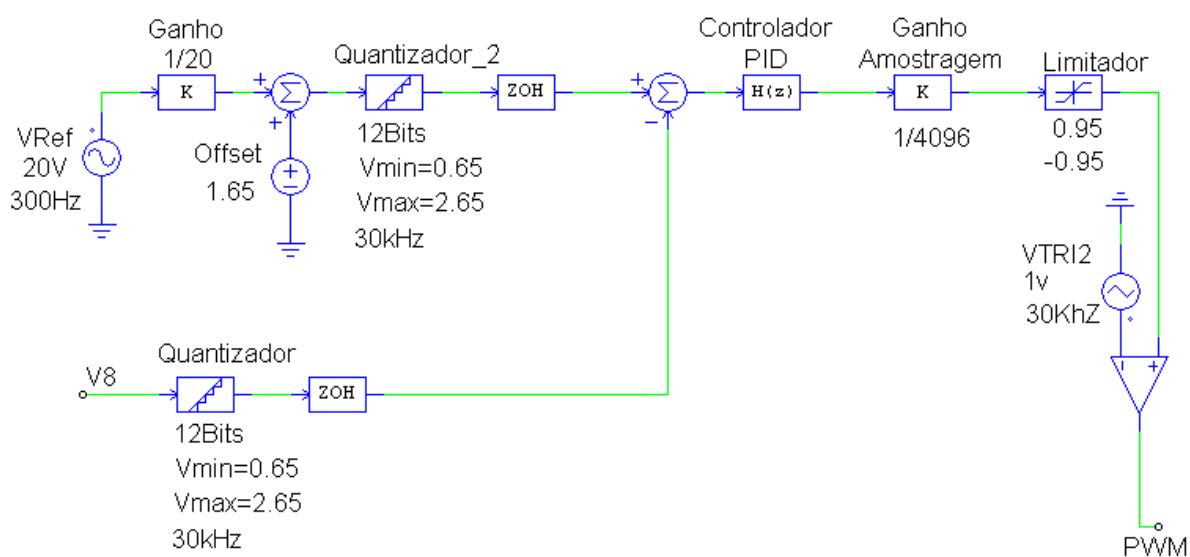 Ganho
1/20
K
VRef
20V
300Hz
+
+
Σ
Offset
1.65
+
−
Quantizador_2
12Bits
Vmin=0.65
Vmax=2.65
30kHz
ZOH
+
−
Σ
Controlador
PID
H(z)
Ganho
Amostragem
K
1/4096
Limitador
0.95
-0.95
VTRI2
1v
30KhZ
−
+
PWM
V8
Quantizador
12Bits
Vmin=0.65
Vmax=2.65
30kHz
ZOH